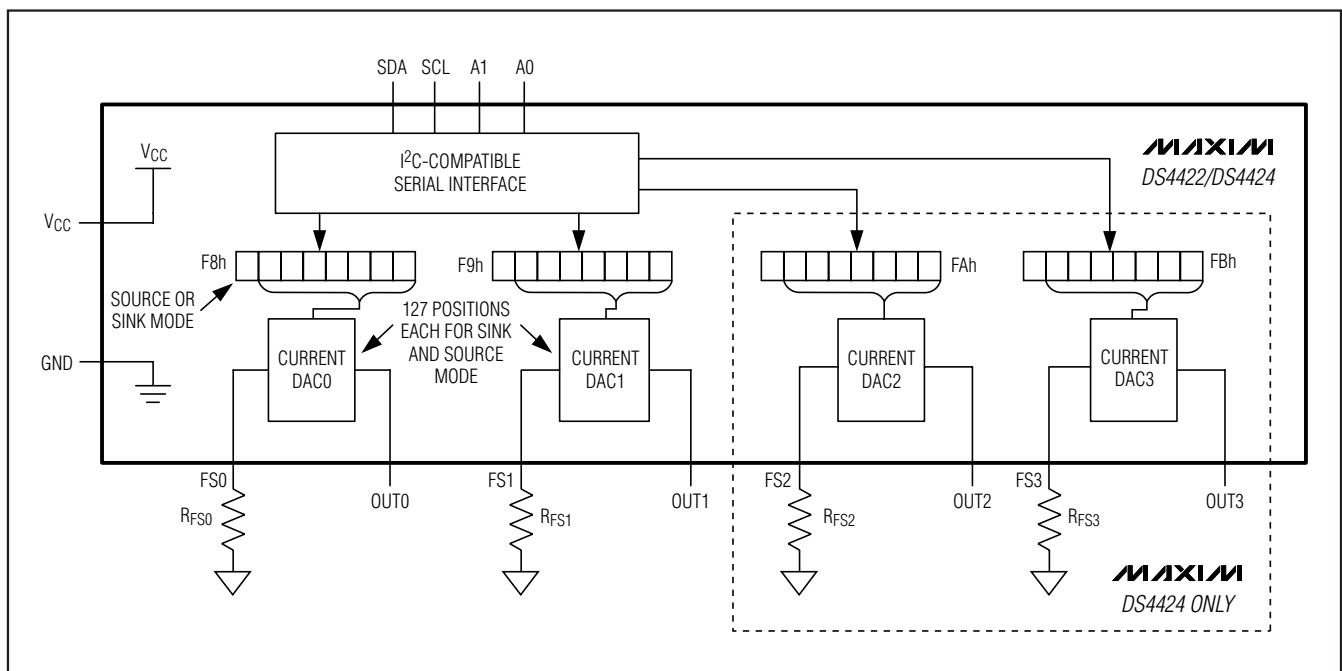 SDA SCL A1 A0
I²C-COMPATIBLE
SERIAL INTERFACE
MAXIM
DS4422/DS4424
VCC
VCC
GND
F8h
F9h
FAh
FBh
SOURCE OR
SINK MODE
127 POSITIONS
EACH FOR SINK
AND SOURCE
MODE
CURRENT
DAC0
CURRENT
DAC1
CURRENT
DAC2
CURRENT
DAC3
FS0
RFS0
OUT0
FS1
RFS1
OUT1
FS2
RFS2
OUT2
FS3
RFS3
OUT3
MAXIM
DS4424 ONLY